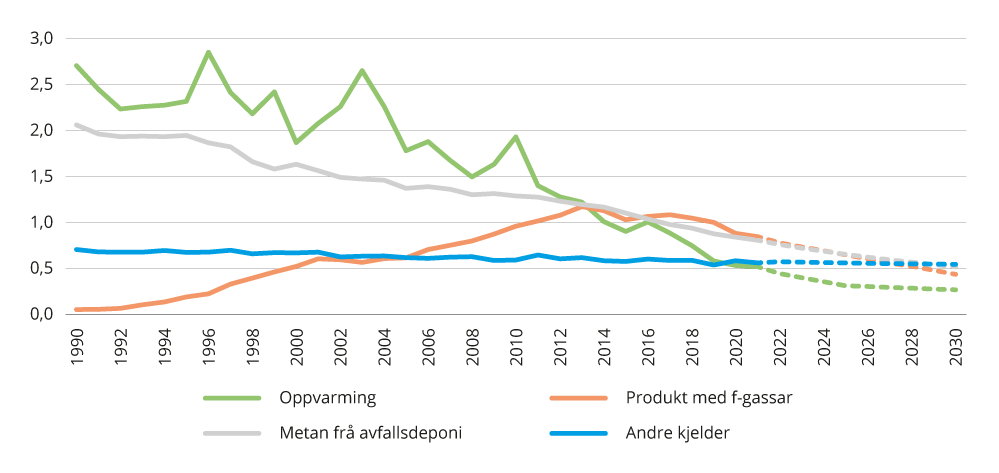 3,0
2,5
2,0
1,5
1,0
0,5
0,0
1990 1992 1994 1996 1998 2000 2002 2004 2006 2008 2010 2012 2014 2016 2018 2020 2022 2024 2026 2028 2030
Oppvarming Produkt med f-gassar
Metan frå avfallsdeponi Andre kjelder